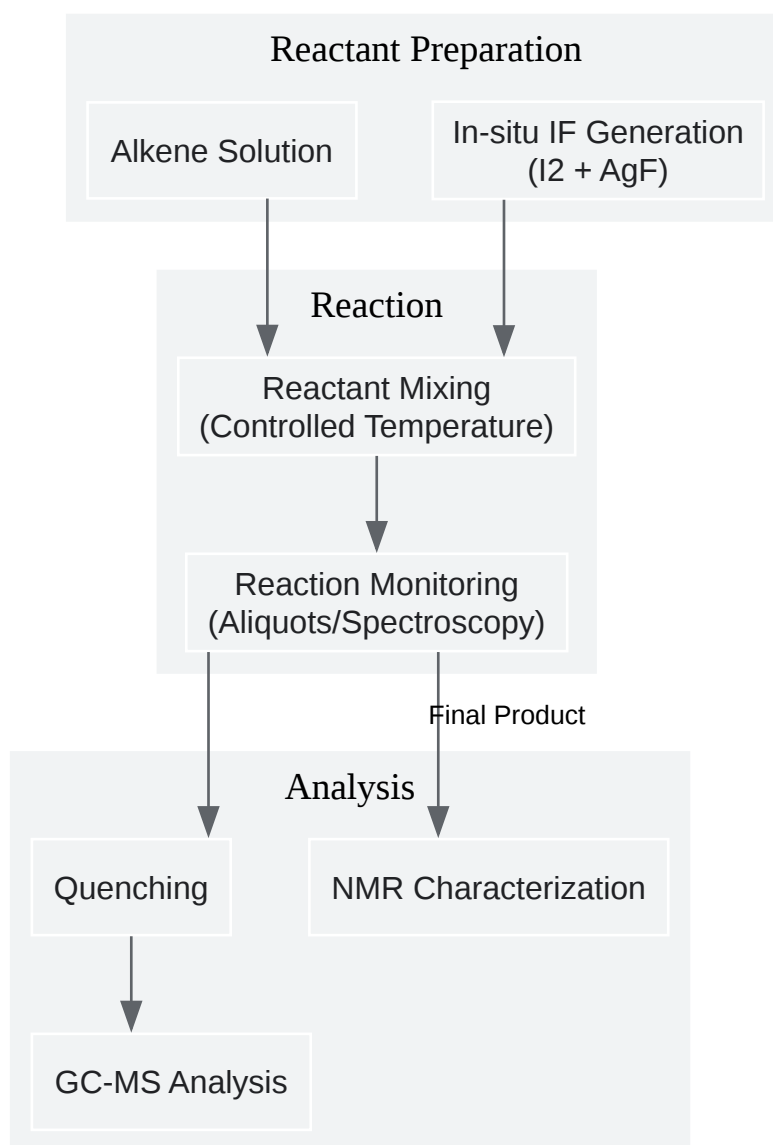 Reactant Preparation
Alkene Solution
In-situ IF Generation
(I2 + AgF)
Reaction
Reactant Mixing
(Controlled Temperature)
Reaction Monitoring
(Aliquots/Spectroscopy)
Final Product
Analysis
Quenching
NMR Characterization
GC-MS Analysis